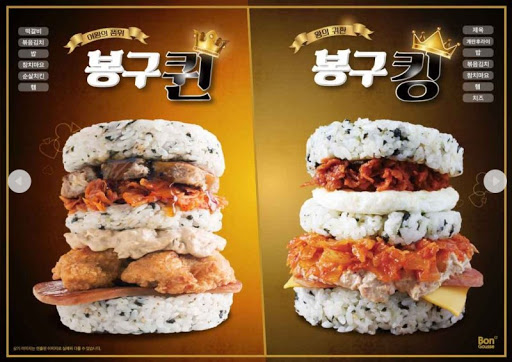 여왕의 품위
봉구퀸
떡갈비
볶음김치
밥
참치마요
순살치킨
햄
왕의 귀환
봉구킹
제육
계란후라이
밥
볶음김치
참치마요
햄
치즈
Bon
Gousse